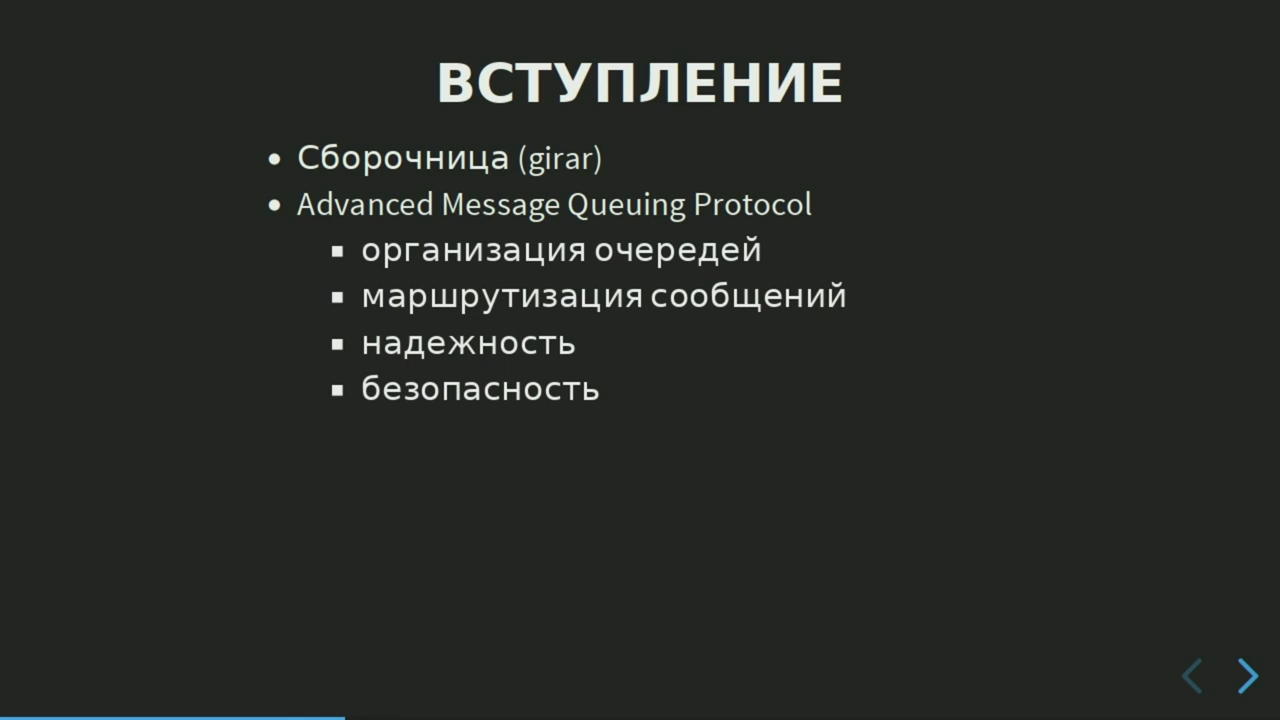 ВСТУПЛЕНИЕ
Сборочница (girar)
Advanced Message Queuing Protocol
организация очередей
маршрутизация сообщений
надежность
безопасность